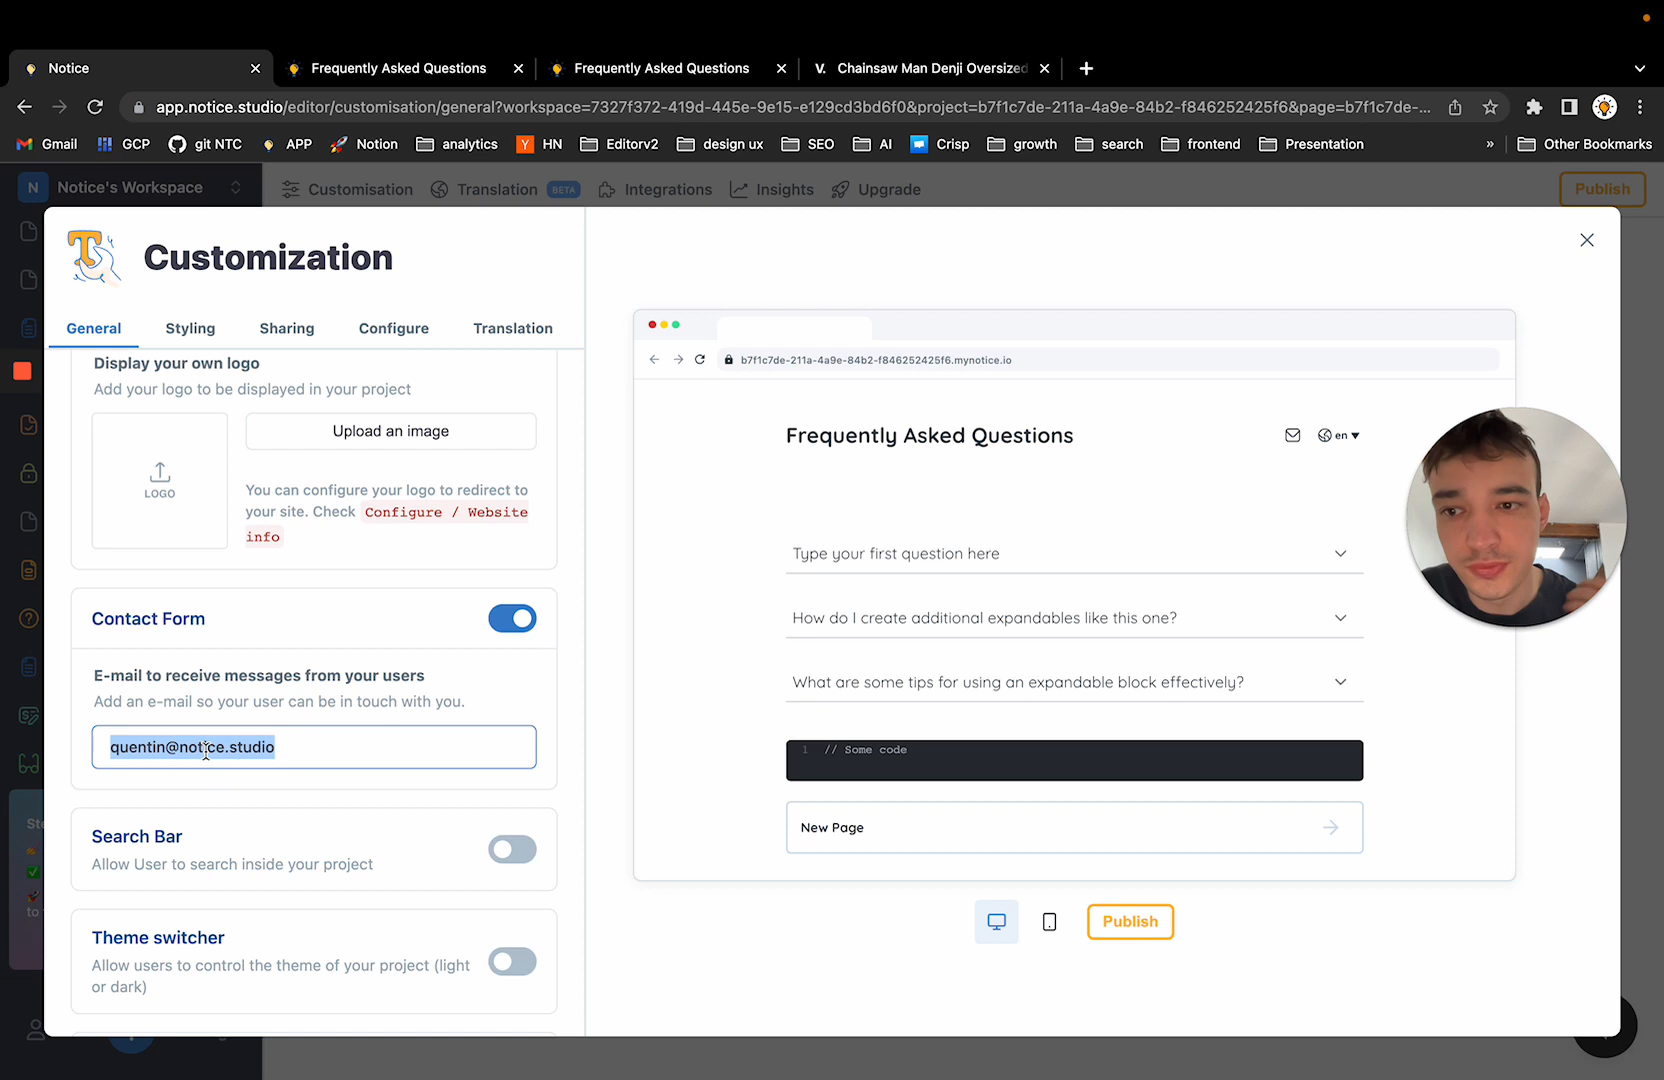 Notice
Frequently Asked Questions
Frequently Asked Questions
V. Chainsaw Man Denji Oversized
app.notice.studio/editor/customisation/general?workspace=7327f372-419d-445e-9e15-e129cd3bd6f0&project=b7f1c7de-211a-4a9e-84b2-f846252425f6&page=b7f1c7de-...
Gmail
GCP
git NTC
APP
Notion
analytics
Y HN
Editorv2
design ux
SEO
AI
Crisp
growth
search
frontend
Presentation
»
Other Bookmarks
N Notice's Workspace
Customisation
Translation BETA
Integrations
Insights
Upgrade
Publish
T Customization
General
Styling
Sharing
Configure
Translation
Display your own logo
Add your logo to be displayed in your project
Upload an image
LOGO
You can configure your logo to redirect to
your site. Check Configure / Website
info
Contact Form
E-mail to receive messages from your users
Add an e-mail so your user can be in touch with you.
quentin@notice.studio
Search Bar
Allow User to search inside your project
Theme switcher
Allow users to control the theme of your project (light
or dark)
b7f1c7de-211a-4a9e-84b2-f846252425f6.mynotice.io
Frequently Asked Questions
en
Type your first question here
How do I create additional expandables like this one?
What are some tips for using an expandable block effectively?
1 // Some code
New Page
Publish